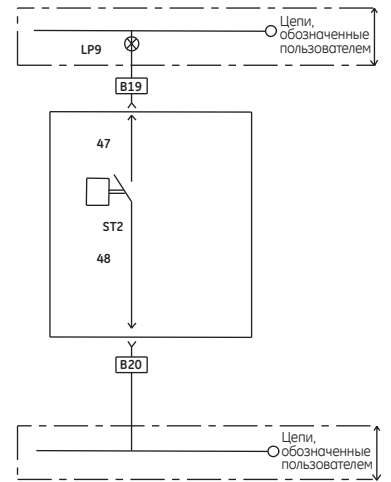 Цепи,
обозначенные
пользователем
LP9
B19
47
ST2
48
B20
Цепи,
обозначенные
пользователем